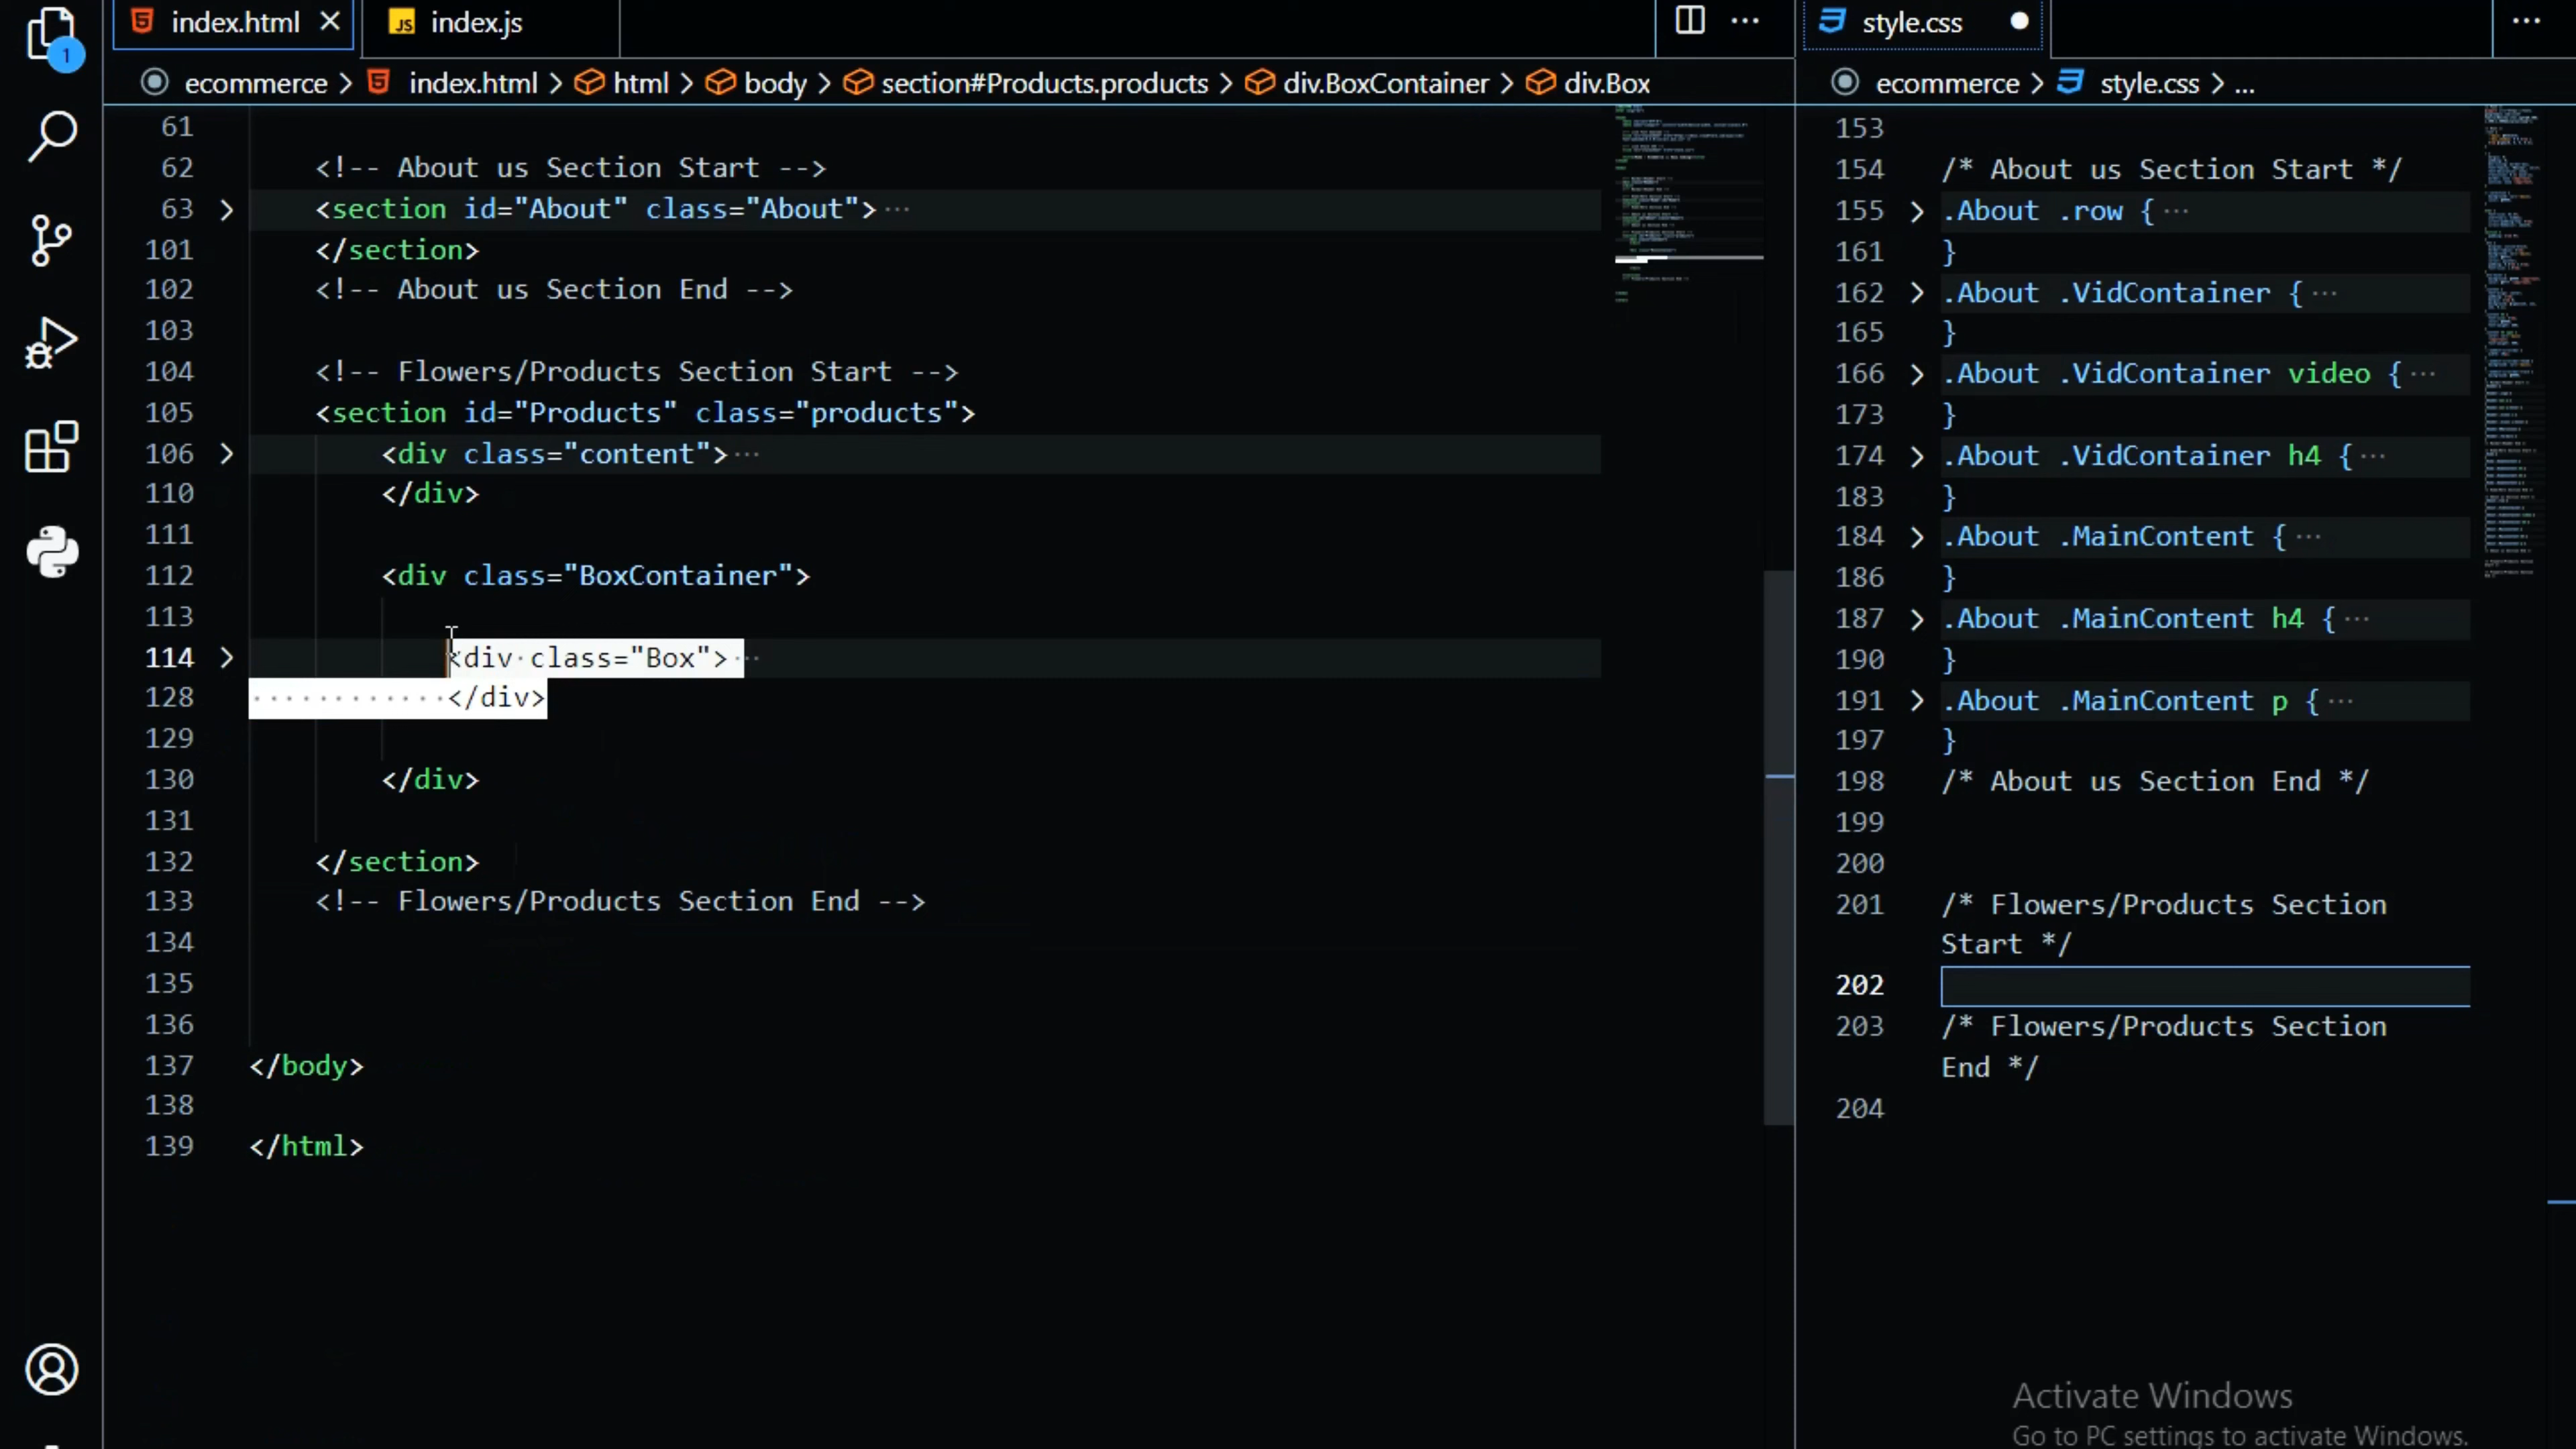 1
index.html
JS index.js
ecommerce > index.html > html > body > section#Products.products > div.BoxContainer > div.Box
61
62 <!-- About us Section Start -->
63 <section id="About" class="About">···
101 </section>
102 <!-- About us Section End -->
103
104 <!-- Flowers/Products Section Start -->
105 <section id="Products" class="products">
106 <div class="content">···
110 </div>
111
112 <div class="BoxContainer">
113
114 <div class="Box">···
128 </div>
129
130 </div>
131
132 </section>
133 <!-- Flowers/Products Section End -->
134
135
136
137 </body>
138
139 </html>
style.css
ecommerce > style.css > ...
153
154 /* About us Section Start */
155 .About .row {···
161 }
162 .About .VidContainer {···
165 }
166 .About .VidContainer video {···
173 }
174 .About .VidContainer h4 {···
183 }
184 .About .MainContent {···
186 }
187 .About .MainContent h4 {···
190 }
191 .About .MainContent p {···
197 }
198 /* About us Section End */
199
200
201 /* Flowers/Products Section
Start */
202
203 /* Flowers/Products Section
End */
204
Activate Windows
Go to PC settings to activate Windows.